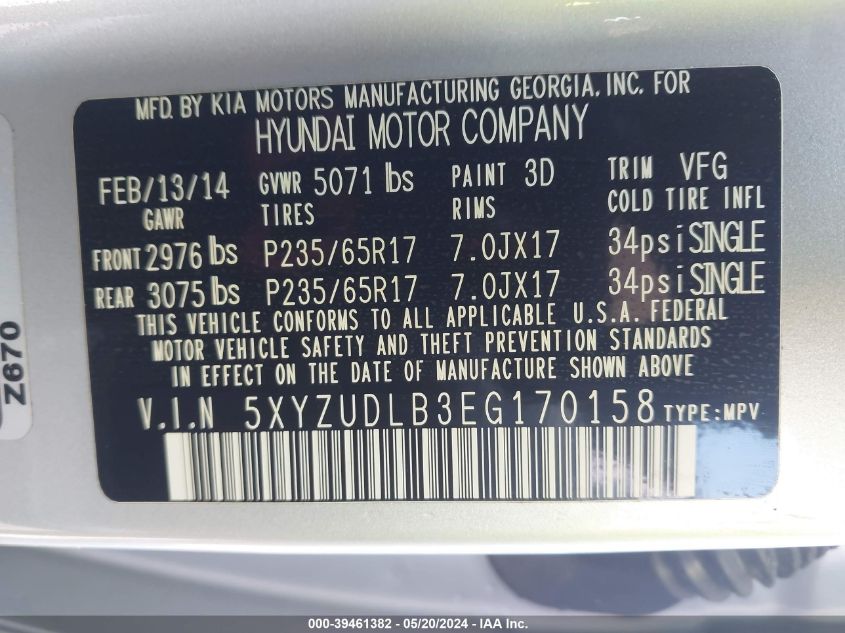 MFD. BY KIA MOTORS MANUFACTURING GEORGIA, INC. FOR
HYUNDAI MOTOR COMPANY
FEB/13/14 GVWR 5071 lbs PAINT 3D TRIM VFG
GAWR TIRES RIMS COLD TIRE INFL
FRONT 2976 lbs P235/65R17 7.0JX17 34psi SINGLE
REAR 3075 lbs P235/65R17 7.0JX17 34psi SINGLE
THIS VEHICLE CONFORMS TO ALL APPLICABLE U.S.A. FEDERAL
MOTOR VEHICLE SAFETY AND THEFT PREVENTION STANDARDS
IN EFFECT ON THE DATE OF MANUFACTURE SHOWN ABOVE
V.I.N 5XYZUDLB3EG170158 TYPE:MPV
Z670
000-39461382 — 05/20/2024 — IAA Inc.